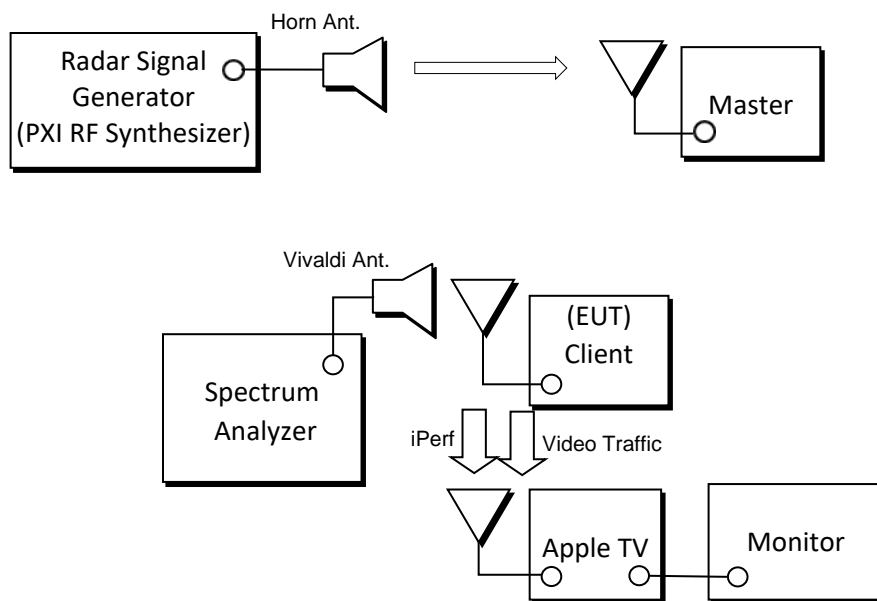 Horn Ant.
Radar Signal
Generator
(PXI RF Synthesizer)
Master
Vivaldi Ant.
(EUT)
Client
Spectrum
Analyzer
iPerf
Video Traffic
Apple TV
Monitor